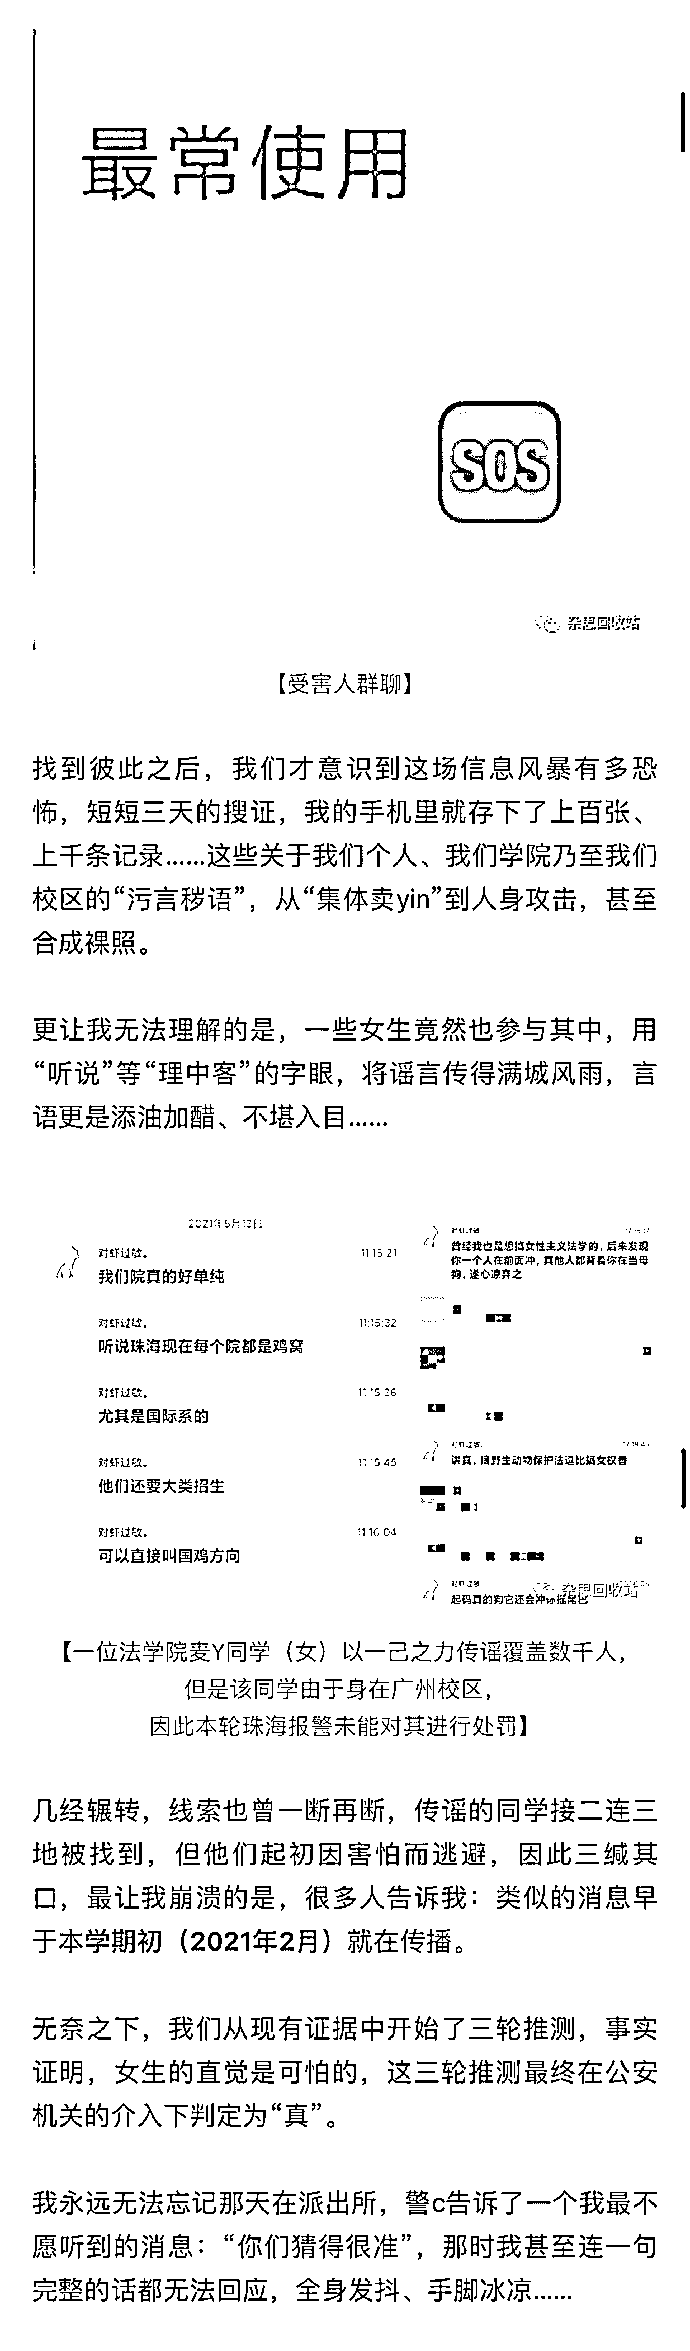 最常使用
SOS
杂思回收站
【受害人群聊】
找到彼此之后，我们才意识到这场信息风暴有多恐
怖，短短三天的搜证，我的手机里就存下了上百张、
上千条记录……这些关于我们个人、我们学院乃至我们
校区的“污言秽语”，从“集体卖yin”到人身攻击，甚至
合成裸照。
更让我无法理解的是，一些女生竟然也参与其中，用
“听说”等“理中客”的字眼，将谣言传得满城风雨，言
语更是添油加醋、不堪入目……
对虾过敏。 11:15:21
我们院真的好单纯
对虾过敏。 11:15:32
听说珠海现在每个院都是鸡窝
对虾过敏。 11:15:36
尤其是国际系的
对虾过敏。 11:15:45
他们还要大类招生
对虾过敏。 11:16:04
可以直接叫国鸡方向
曾经我也是想搞女性主义法学的，后来发现
你一个人在前面冲，其他人都背着你在当母
狗，遂心凉弃之
讲真，搞野生动物保护法都比搞女权香
起码真的狗它还会冲你摇尾巴
杂思回收站
【一位法学院麦Y同学（女）以一己之力传谣覆盖数千人，
但是该同学由于身在广州校区，
因此本轮珠海报警未能对其进行处罚】
几经辗转，线索也曾一断再断，传谣的同学接二连三
地被找到，但他们起初因害怕而逃避，因此三缄其
口，最让我崩溃的是，很多人告诉我：类似的消息早
于本学期初（2021年2月）就在传播。
无奈之下，我们从现有证据中开始了三轮推测，事实
证明，女生的直觉是可怕的，这三轮推测最终在公安
机关的介入下判定为“真”。
我永远无法忘记那天在派出所，警c告诉了一个我最不
愿听到的消息：“你们猜得很准”，那时我甚至连一句
完整的话都无法回应，全身发抖、手脚冰凉……